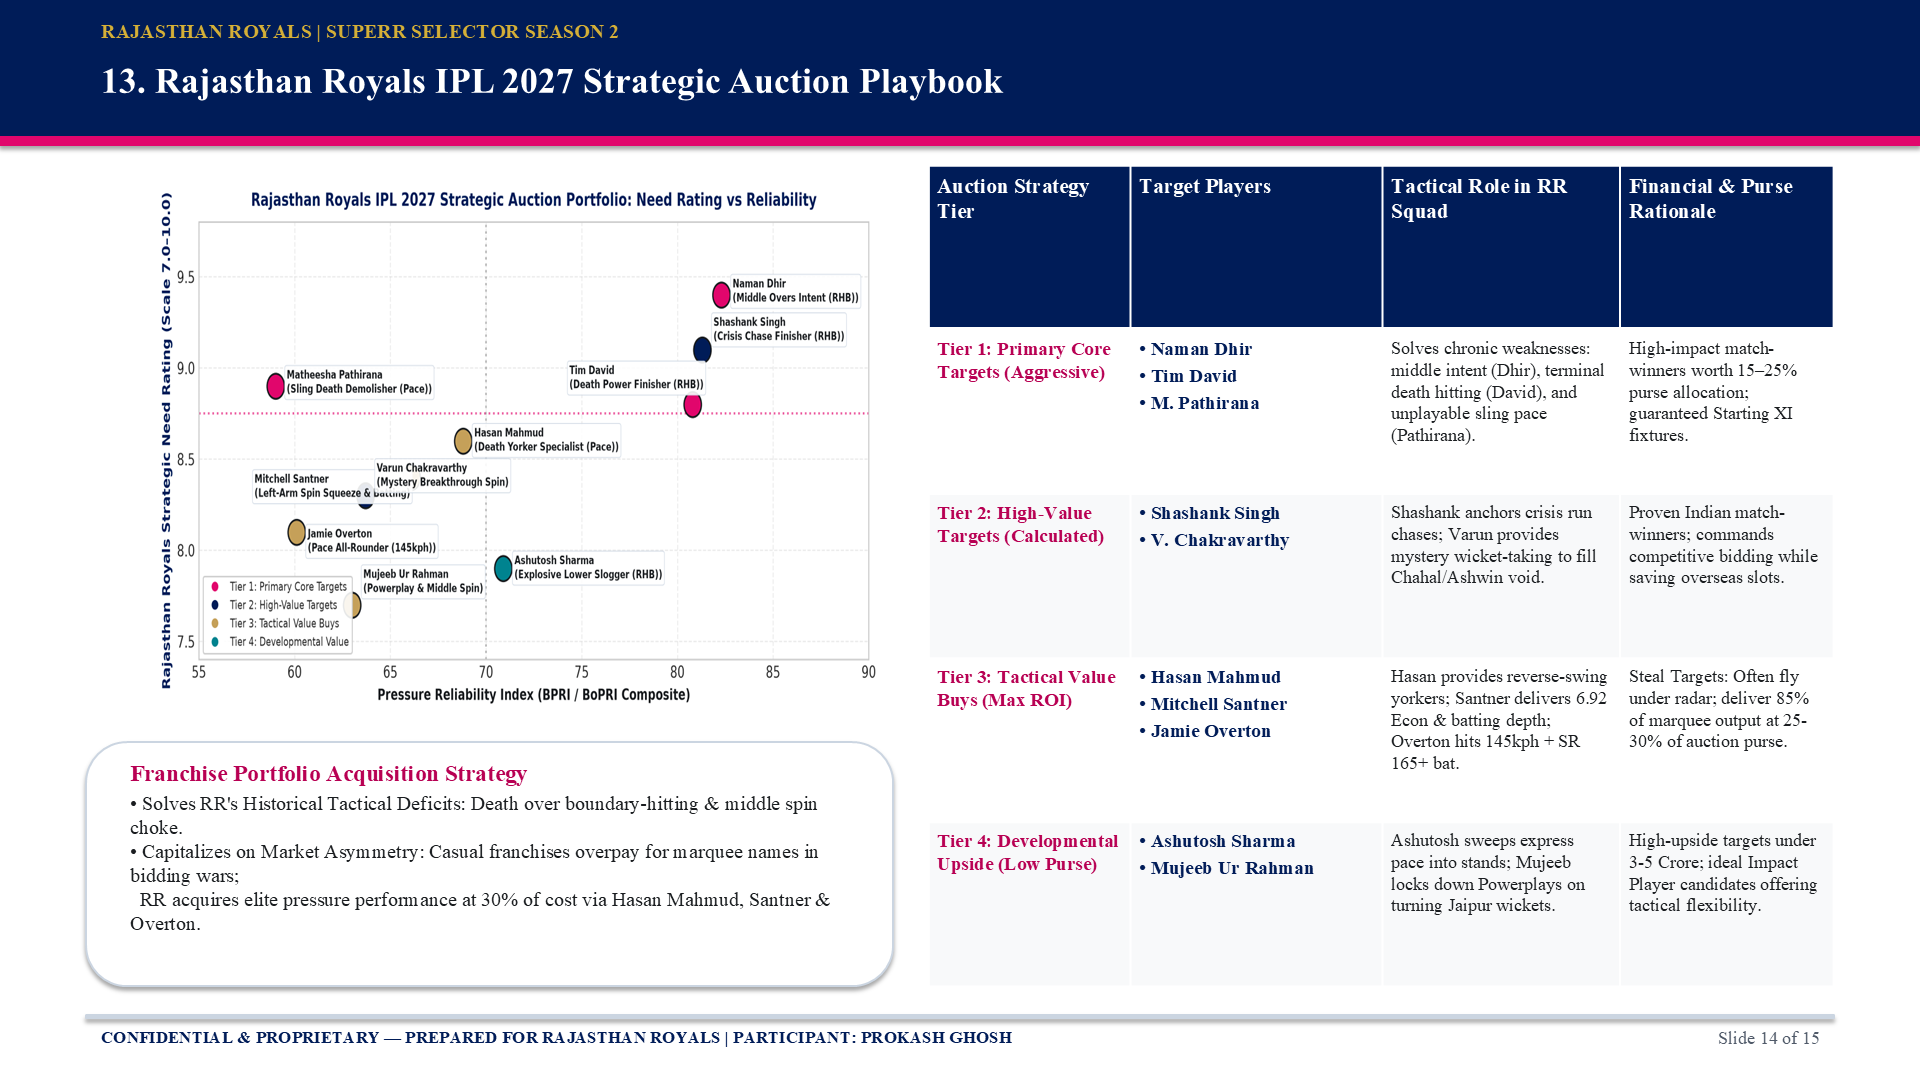 RAJASTHAN ROYALS | SUPERR SELECTOR SEASON 2
13. Rajasthan Royals IPL 2027 Strategic Auction Playbook
Rajasthan Royals IPL 2027 Strategic Auction Portfolio: Need Rating vs Reliability
Rajasthan Royals Strategic Need Rating (Scale 7.0–10.0)
9.5
9.0
8.5
8.0
7.5
Naman Dhir
(Middle Overs Intent (RHB))
Shashank Singh
(Crisis Chase Finisher (RHB))
Tim David
(Death Power Finisher (RHB))
Matheesha Pathirana
(Sling Death Demolisher (Pace))
Hasan Mahmud
(Death Yorker Specialist (Pace))
Varun Chakravarthy
(Mystery Breakthrough Spin)
Mitchell Santner
(Left-Arm Spin Squeeze & Batting)
Jamie Overton
(Pace All-Rounder (145kph))
Ashutosh Sharma
(Explosive Lower Slogger (RHB))
Mujeeb Ur Rahman
(Powerplay & Middle Spin)
Tier 1: Primary Core Targets
Tier 2: High-Value Targets
Tier 3: Tactical Value Buys
Tier 4: Developmental Value
55 60 65 70 75 80 85 90
Pressure Reliability Index (BPRI / BoPRI Composite)
Franchise Portfolio Acquisition Strategy
• Solves RR's Historical Tactical Deficits: Death over boundary-hitting & middle spin
choke.
• Capitalizes on Market Asymmetry: Casual franchises overpay for marquee names in
bidding wars;
RR acquires elite pressure performance at 30% of cost via Hasan Mahmud, Santner &
Overton.
Auction Strategy
Tier
Target Players
Tactical Role in RR
Squad
Financial & Purse
Rationale
Tier 1: Primary Core
Targets (Aggressive)
• Naman Dhir
• Tim David
• M. Pathirana
Solves chronic weaknesses:
middle intent (Dhir), terminal
death hitting (David), and
unplayable sling pace
(Pathirana).
High-impact match-
winners worth 15–25%
purse allocation;
guaranteed Starting XI
fixtures.
Tier 2: High-Value
Targets (Calculated)
• Shashank Singh
• V. Chakravarthy
Shashank anchors crisis run
chases; Varun provides
mystery wicket-taking to fill
Chahal/Ashwin void.
Proven Indian match-
winners; commands
competitive bidding while
saving overseas slots.
Tier 3: Tactical Value
Buys (Max ROI)
• Hasan Mahmud
• Mitchell Santner
• Jamie Overton
Hasan provides reverse-swing
yorkers; Santner delivers 6.92
Econ & batting depth;
Overton hits 145kph + SR
165+ bat.
Steal Targets: Often fly
under radar; deliver 85%
of marquee output at 25-
30% of auction purse.
Tier 4: Developmental
Upside (Low Purse)
• Ashutosh Sharma
• Mujeeb Ur Rahman
Ashutosh sweeps express
pace into stands; Mujeeb
locks down Powerplays on
turning Jaipur wickets.
High-upside targets under
3-5 Crore; ideal Impact
Player candidates offering
tactical flexibility.
CONFIDENTIAL & PROPRIETARY — PREPARED FOR RAJASTHAN ROYALS | PARTICIPANT: PROKASH GHOSH
Slide 14 of 15